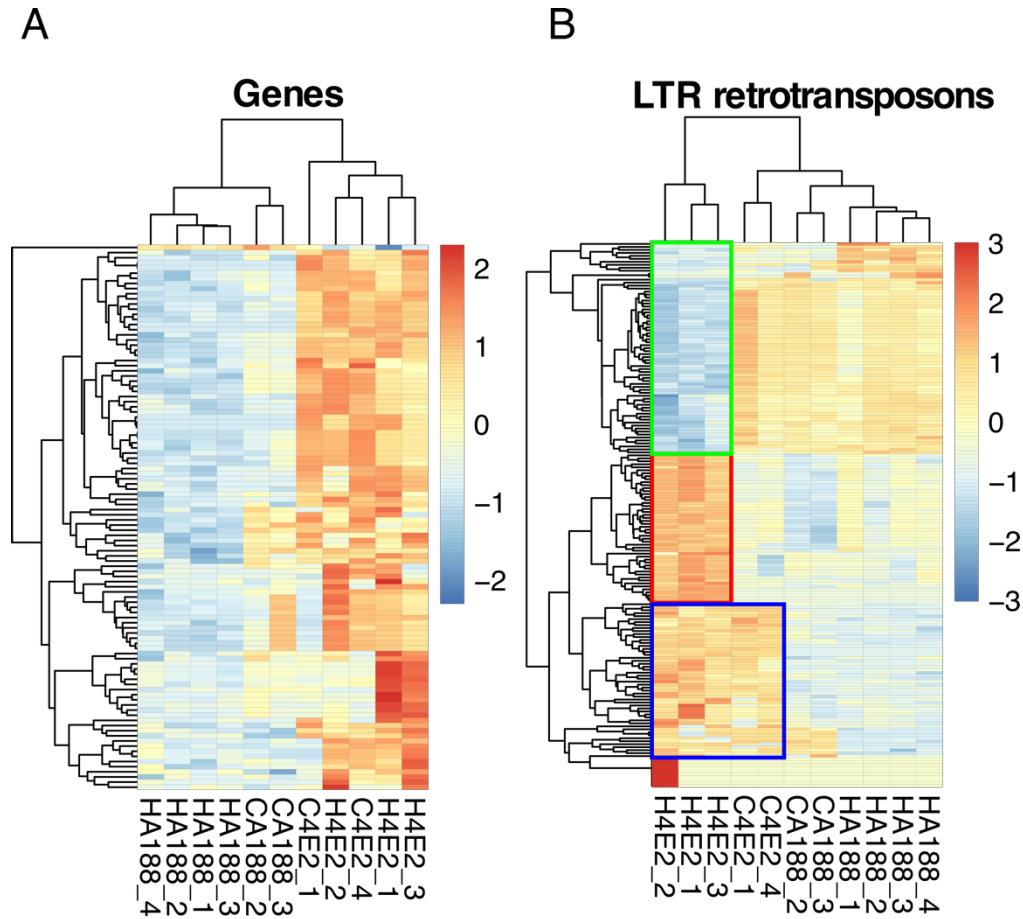 A
B
Genes
LTR retrotransposons
2
1
0
−1
−2
3
2
1
0
−1
−2
−3
HA188_4
HA188_2
HA188_1
HA188_3
CA188_2
CA188_3
C4E2_1
H4E2_2
C4E2_4
H4E2_1
H4E2_3
H4E2_2
H4E2_1
H4E2_3
C4E2_1
C4E2_4
CA188_2
CA188_3
HA188_1
HA188_2
HA188_3
HA188_4